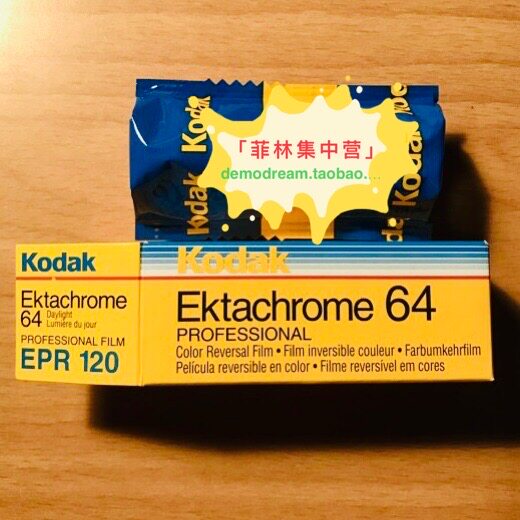 Kodak
Kodak
Kodak
「菲林集中营」
demodream.taobao....
Kodak
Ektachrome
64 Daylight
Lumière du jour
PROFESSIONAL FILM
EPR 120
Kodak
Ektachrome 64
PROFESSIONAL
Color Reversal Film • Film inversible couleur • Farbumkehrfilm
Película reversible en color • Filme reversível em cores